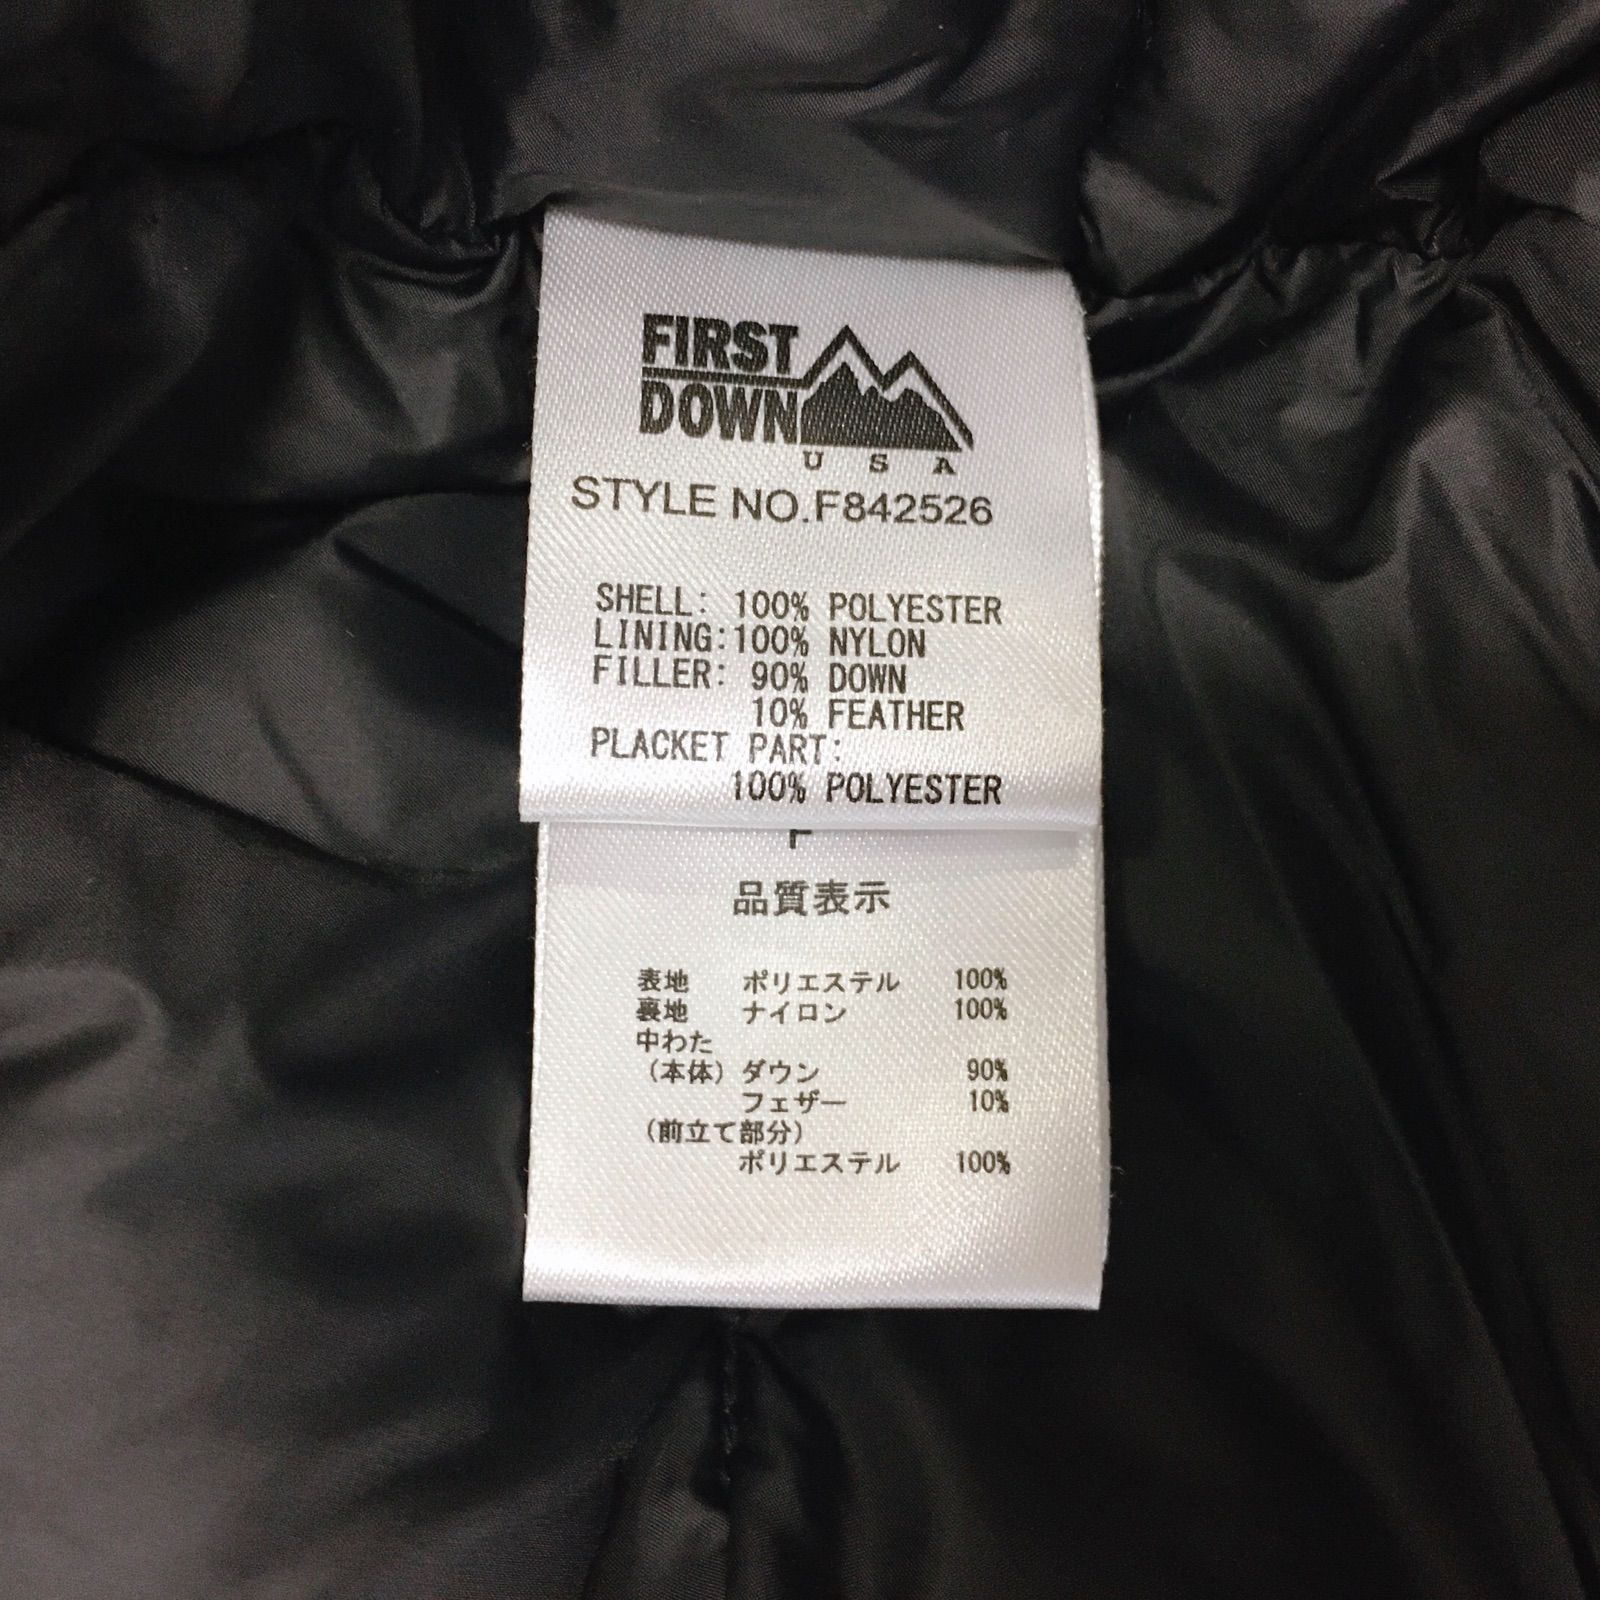 FIRST
DOWN
USA
STYLE NO.F842526
SHELL: 100% POLYESTER
LINING:100% NYLON
FILLER: 90% DOWN
10% FEATHER
PLACKET PART:
100% POLYESTER
品質表示
表地 ポリエステル 100%
裏地 ナイロン 100%
中わた
(本体) ダウン 90%
フェザー 10%
(前立て部分)
ポリエステル 100%